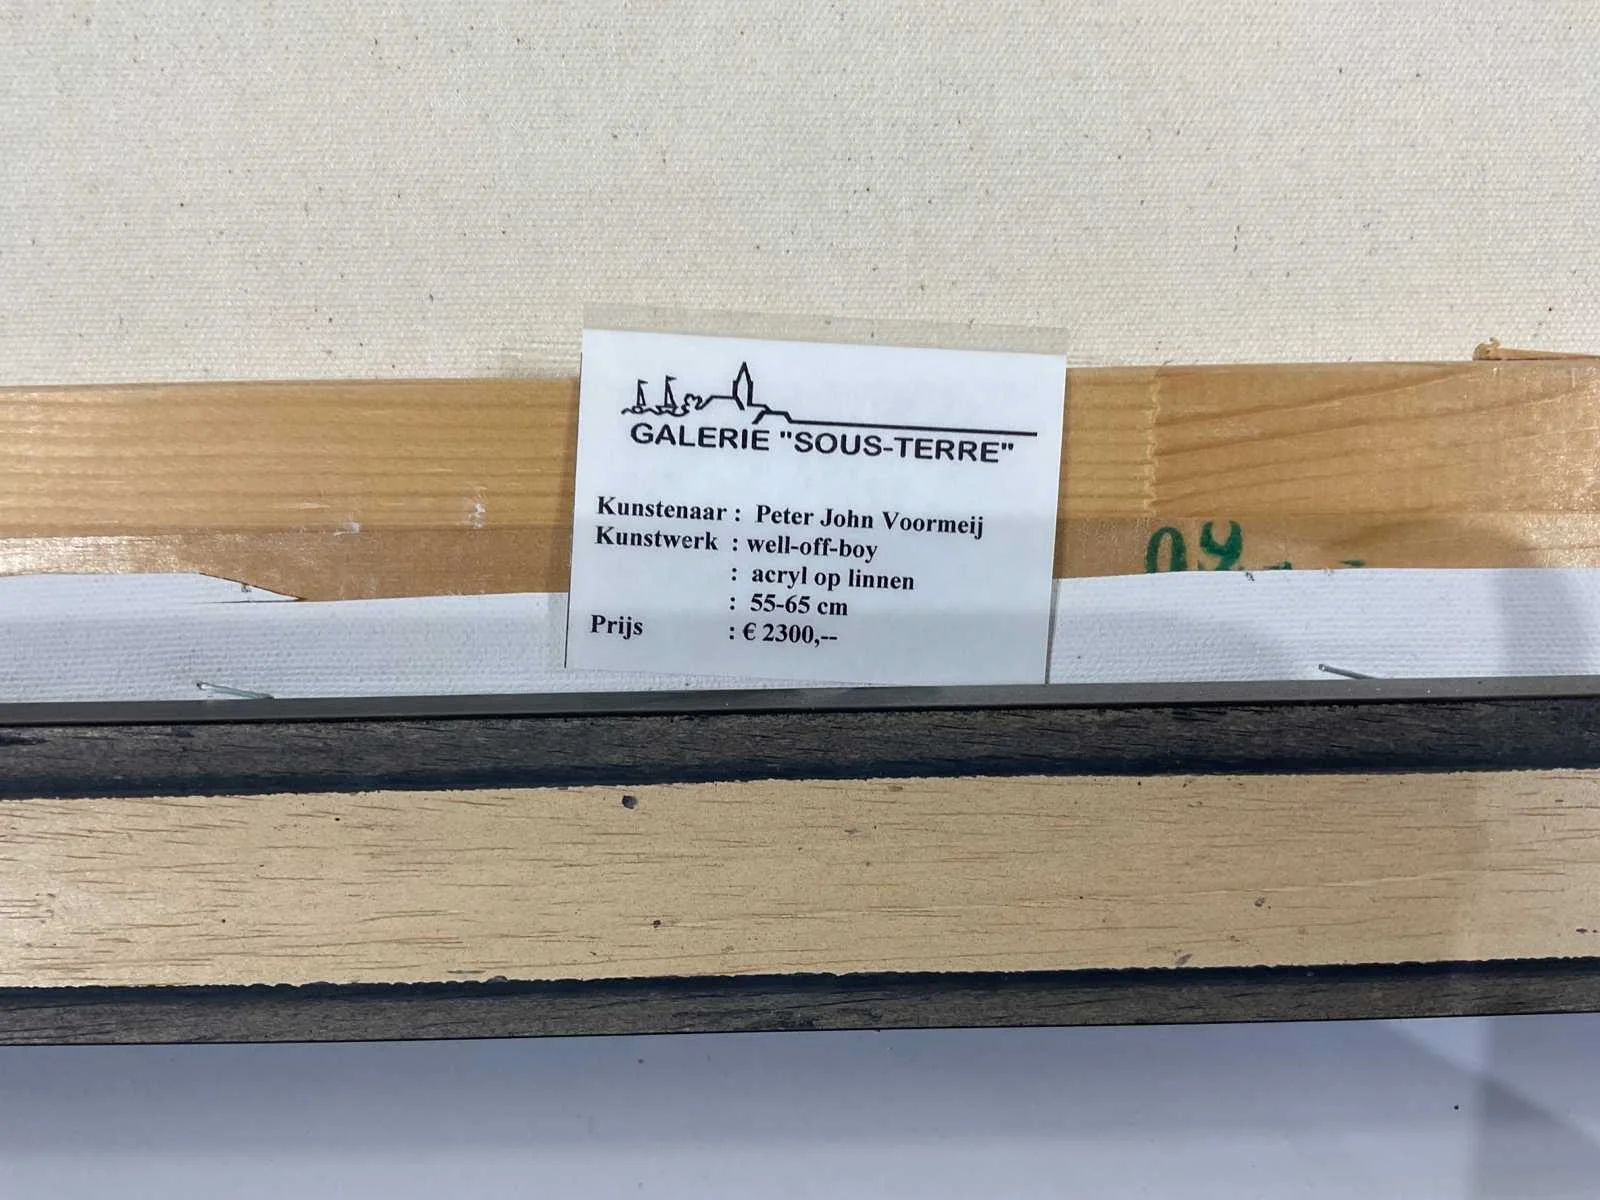 GALERIE "SOUS-TERRE"
Kunstenaar : Peter John Voormeij
Kunstwerk : well-off-boy
: acryl op linnen
: 55-65 cm
Prijs : € 2300,--